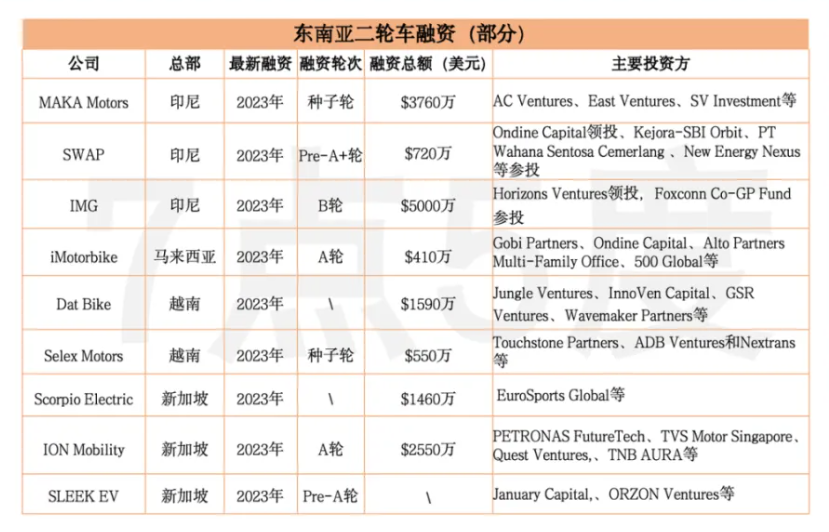 东南亚二轮车融资（部分）
公司 总部 最新融资 融资轮次 融资总额（美元） 主要投资方
MAKA Motors 印尼 2023年 种子轮 $3760万 AC Ventures、East Ventures、SV Investment等
SWAP 印尼 2023年 Pre-A+轮 $720万 Ondine Capital领投、Kejora-SBI Orbit、PT
Wahana Sentosa Cemerlang 、New Energy Nexus
等参投
IMG 印尼 2023年 B轮 $5000万 Horizons Ventures领投，Foxconn Co-GP Fund
参投
iMotorbike 马来西亚 2023年 A轮 $410万 Gobi Partners、Ondine Capital、Alto Partners
Multi-Family Office、500 Global等
Dat Bike 越南 2023年 \ $1590万 Jungle Ventures、InnoVen Capital、GSR
Ventures、Wavemaker Partners等
Selex Motors 越南 2023年 种子轮 $550万 Touchstone Partners、ADB Ventures和Nextrans
等
Scorpio Electric 新加坡 2023年 \ $1460万 EuroSports Global等
ION Mobility 新加坡 2023年 A轮 $2550万 PETRONAS FutureTech、TVS Motor Singapore、
Quest Ventures,、TNB AURA等
SLEEK EV 新加坡 2023年 Pre-A轮 \ January Capital,、ORZON Ventures等
7点5度